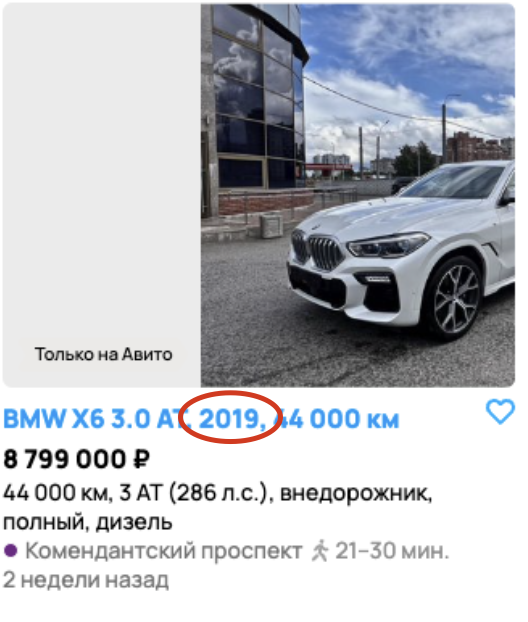 Только на Авито
BMW X6 3.0 AT, 2019, 44 000 км
8 799 000 ₽
44 000 км, 3 AT (286 л.с.), внедорожник,
полный, дизель
Комендантский проспект 21–30 мин.
2 недели назад